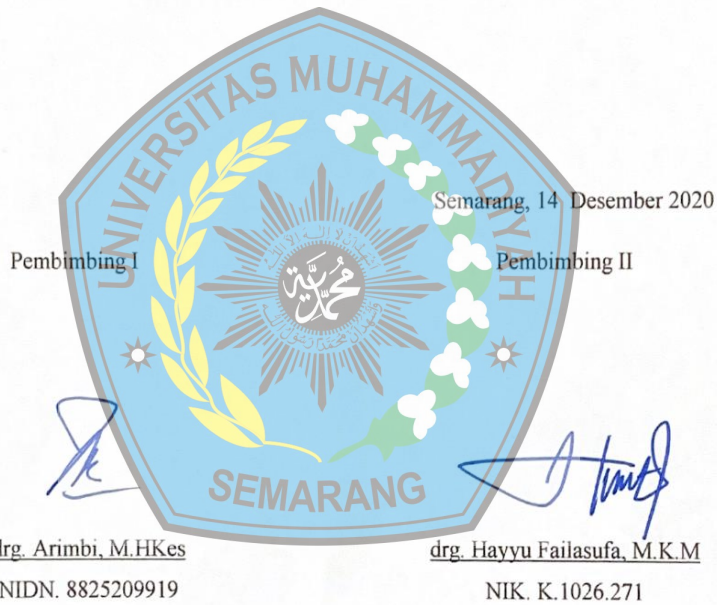 UNIVERSITAS MUHAMMADIYAH
Semarang, 14 Desember 2020
Pembimbing I
Pembimbing II
محمدية
SEMARANG
drg. Arimbi, M.HKes
drg. Hayyu Failasufa, M.K.M
NIDN. 8825209919
NIK. K.1026.271